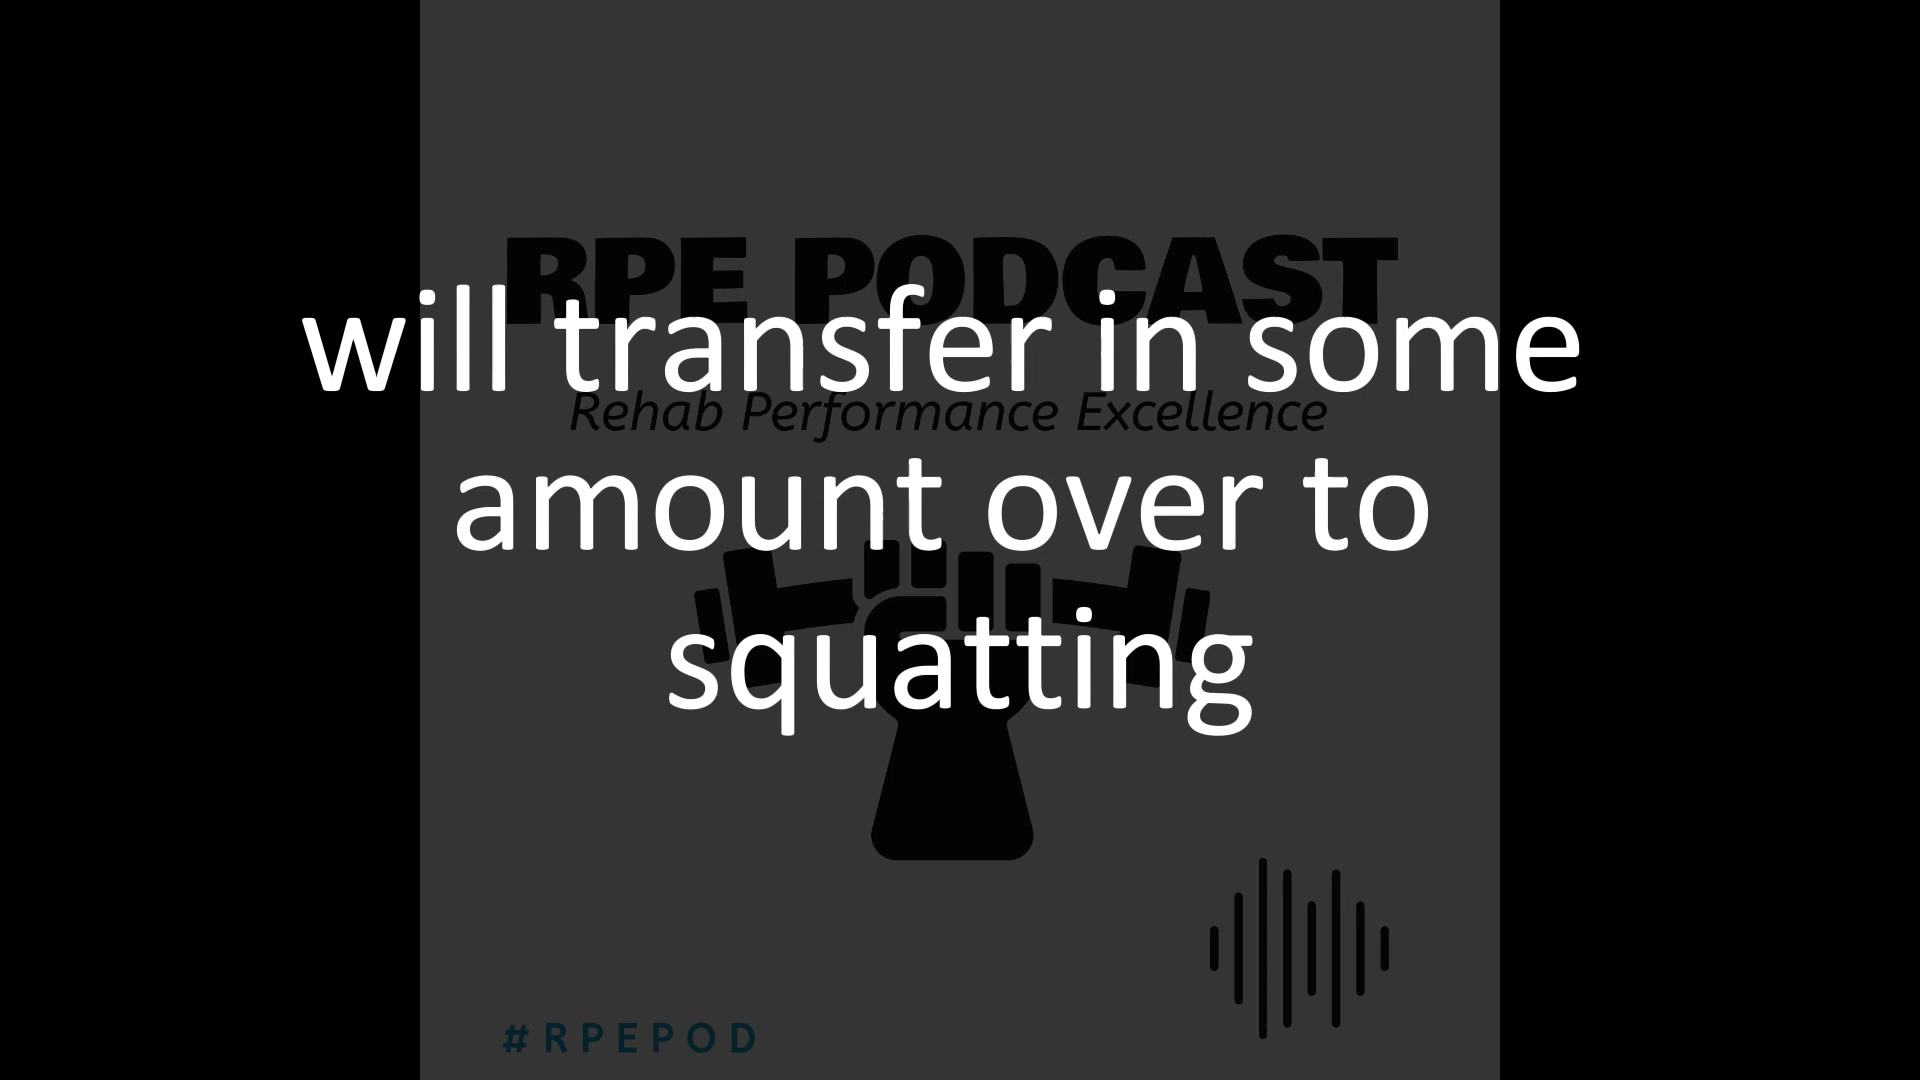 RPE PODCAST
will transfer in some
Rehab Performance Excellence
amount over to
squatting
#RPEPOD